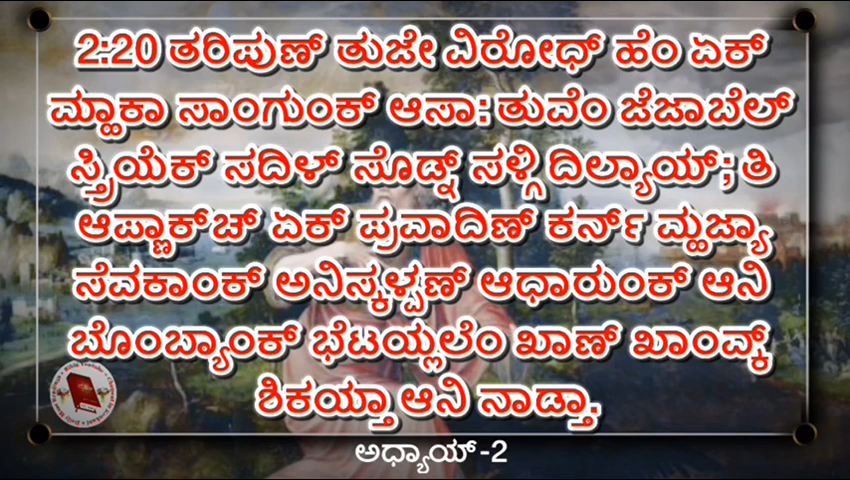 2:20 ತರಿಪುಣ್ ತುಜೇ ವಿರೋಧ್ ಹೆಂ ಏಕ್
ಮ್ಹಾಕಾ ಸಾಂಗುಂಕ್ ಆಸಾ: ತುವೆಂ ಜೆಜಾಬೆಲ್
ಸ್ತ್ರಿಯೆಕ್ ಸದಿಳ್ ಸೊಡ್ನ್ ಸಳ್ಗಿ ದಿಲ್ಯಾಯ್; ತಿ
ಆಪ್ಣಾಕ್‌ಚ್ ಏಕ್ ಪ್ರವಾದಿಣ್ ಕರ್ನ್ ಮ್ಹಜ್ಯಾ
ಸೆವಕಾಂಕ್ ಅನಿಸ್ಕಳ್ಪಣ್ ಆಧಾರುಂಕ್ ಆನಿ
ಬೊಂಬ್ಯಾಂಕ್ ಭೆಟಯ್ಲಲೆಂ ಖಾಣ್ ಖಾಂವ್ಕ್
ಶಿಕಯ್ತಾ ಆನಿ ನಾಡ್ತಾ.
ಅಧ್ಯಾಯ್-2